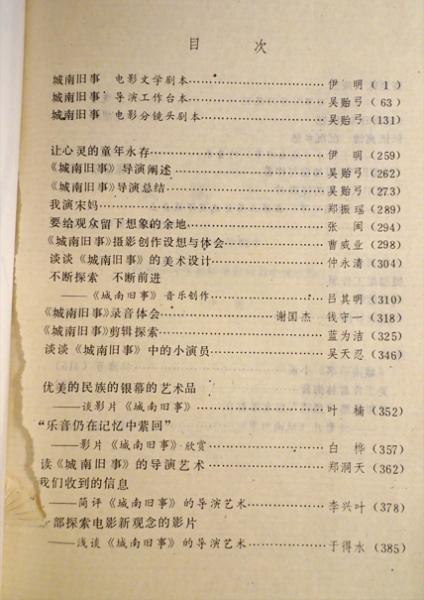 目 次
城南旧事 电影文学剧本……………………伊 明(1)
城南旧事 导演工作台本……………………吴贻弓(63)
城南旧事 电影分镜头剧本…………………吴贻弓(131)
让心灵的童年永存……………………………伊 明(259)
《城南旧事》导演阐述………………………吴贻弓(262)
《城南旧事》导演总结………………………吴贻弓(273)
我演宋妈………………………………………郑振瑶(289)
要给观众留下想象的余地……………………张 闽(294)
《城南旧事》摄影创作设想与体会…………曹威业(298)
谈谈《城南旧事》的美术设计………………仲永清(304)
不断探索 不断前进
——《城南旧事》音乐创作…………………吕其明(310)
《城南旧事》录音体会……………谢国杰 钱守一(318)
《城南旧事》剪辑探索………………………蓝为洁(325)
谈谈《城南旧事》中的小演员………………吴天忍(346)
优美的民族的银幕的艺术品
——谈影片《城南旧事》……………………叶 楠(352)
“乐音仍在记忆中萦回”
——影片《城南旧事》欣赏…………………白 桦(357)
读《城南旧事》的导演艺术…………………郑洞天(362)
我们收到的信息
——简评《城南旧事》的导演艺术…………李兴叶(378)
部探索电影新观念的影片
——浅谈《城南旧事》的导演艺术…………于得水(385)